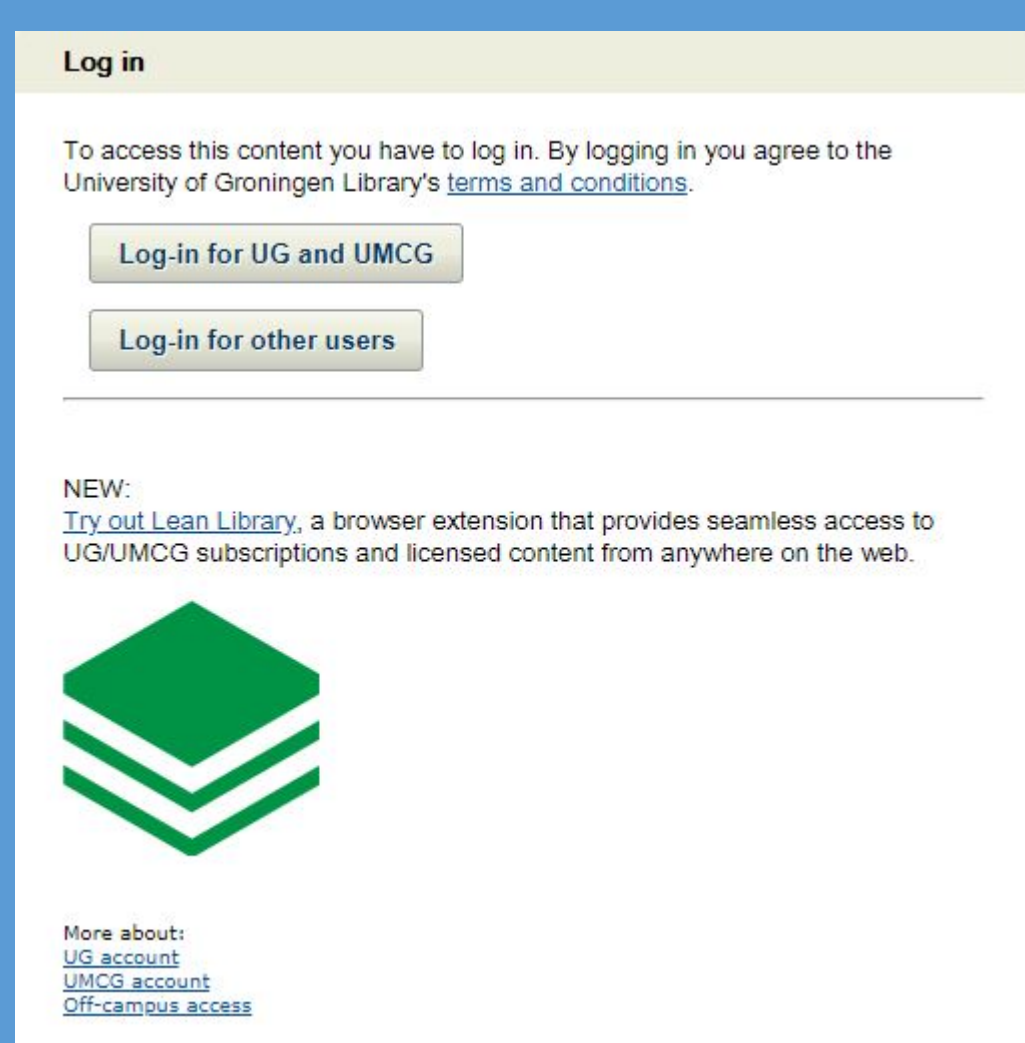 Log in
To access this content you have to log in. By logging in you agree to the
University of Groningen Library's terms and conditions.
Log-in for UG and UMCG
Log-in for other users
NEW:
Try out Lean Library, a browser extension that provides seamless access to
UG/UMCG subscriptions and licensed content from anywhere on the web.
More about:
UG account
UMCG account
Off-campus access